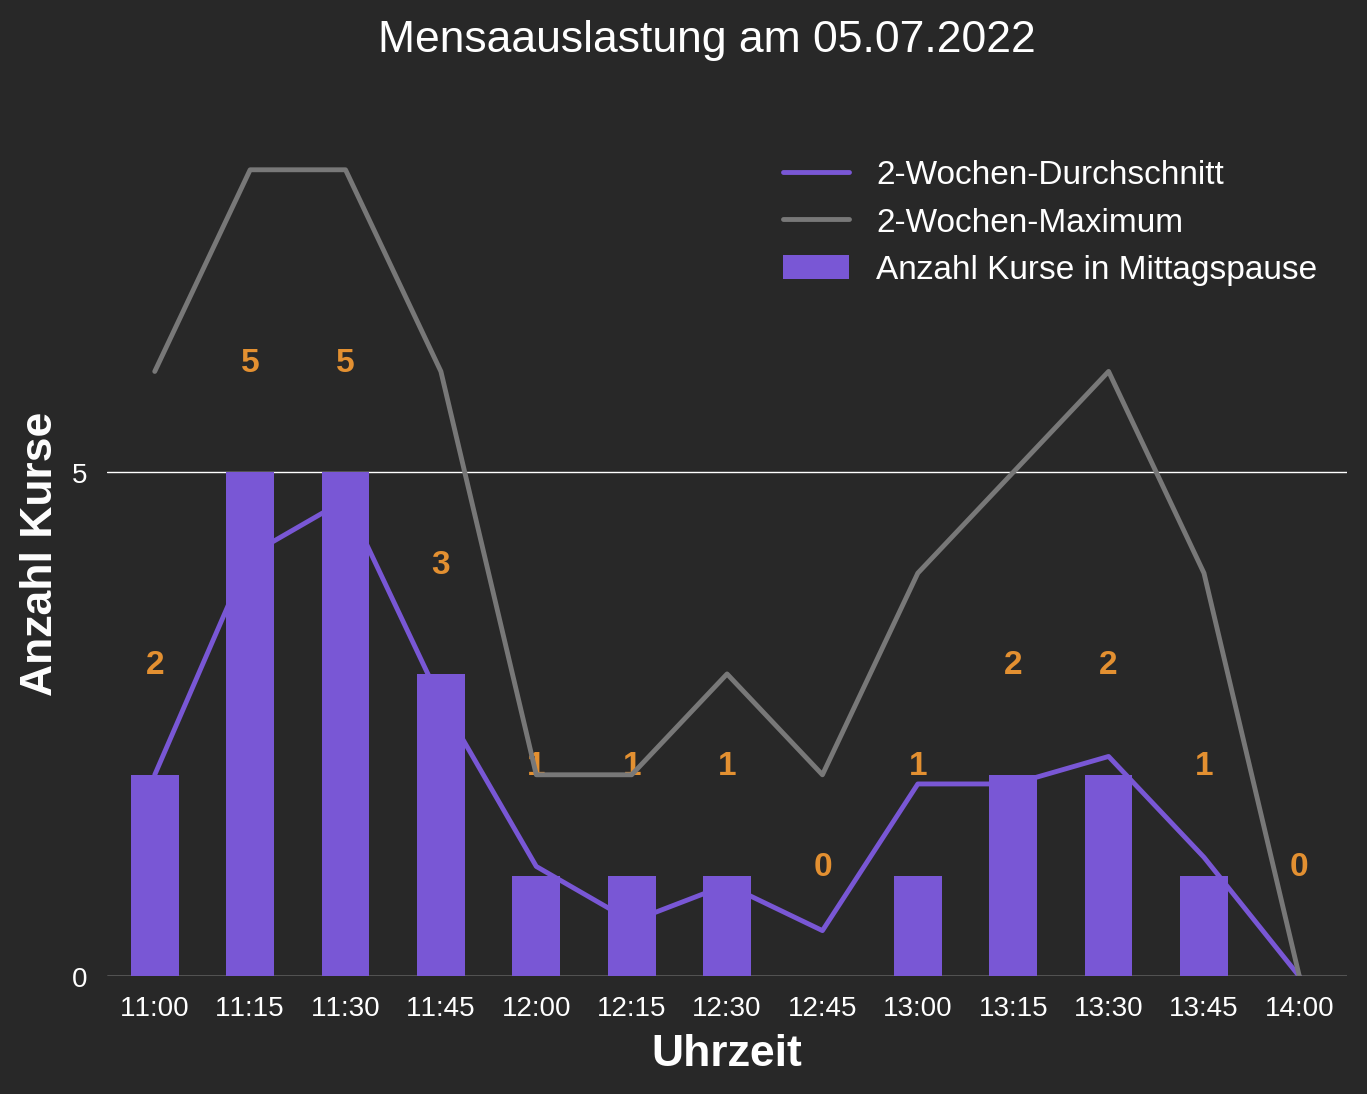 Mensaauslastung am 05.07.2022
2-Wochen-Durchschnitt
2-Wochen-Maximum
Anzahl Kurse in Mittagspause
Anzahl Kurse
5
0
2
5
5
3
1
1
1
0
1
2
2
1
0
11:00 11:15 11:30 11:45 12:00 12:15 12:30 12:45 13:00 13:15 13:30 13:45 14:00
Uhrzeit